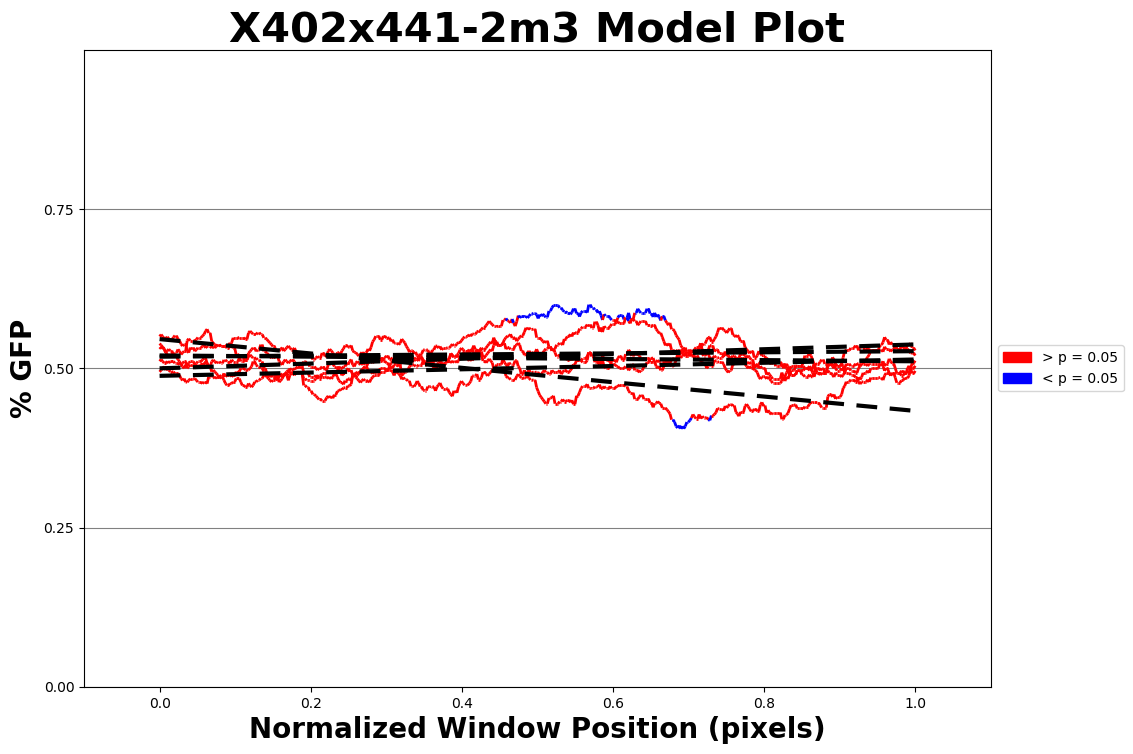 X402x441-2m3 Model Plot
% GFP
0.75
0.50
0.25
0.00
0.0 0.2 0.4 0.6 0.8 1.0
Normalized Window Position (pixels)
> p = 0.05
< p = 0.05